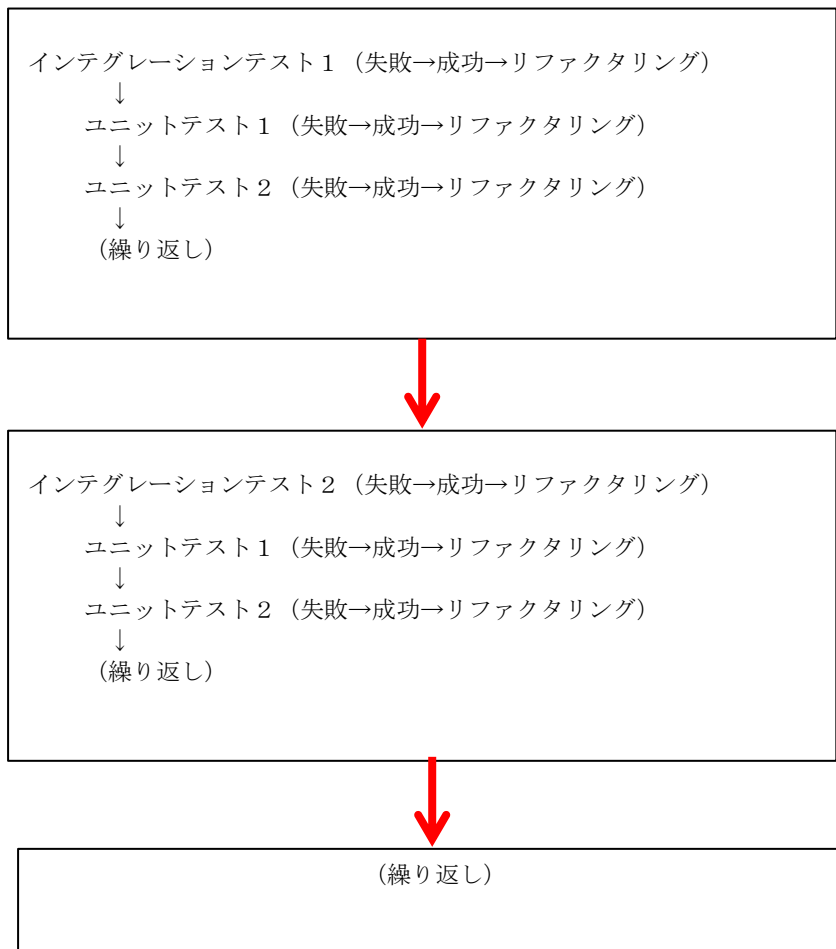 インテグレーションテスト１（失敗→成功→リファクタリング）
↓
ユニットテスト１（失敗→成功→リファクタリング）
↓
ユニットテスト２（失敗→成功→リファクタリング）
↓
（繰り返し）
インテグレーションテスト２（失敗→成功→リファクタリング）
↓
ユニットテスト１（失敗→成功→リファクタリング）
↓
ユニットテスト２（失敗→成功→リファクタリング）
↓
（繰り返し）
（繰り返し）